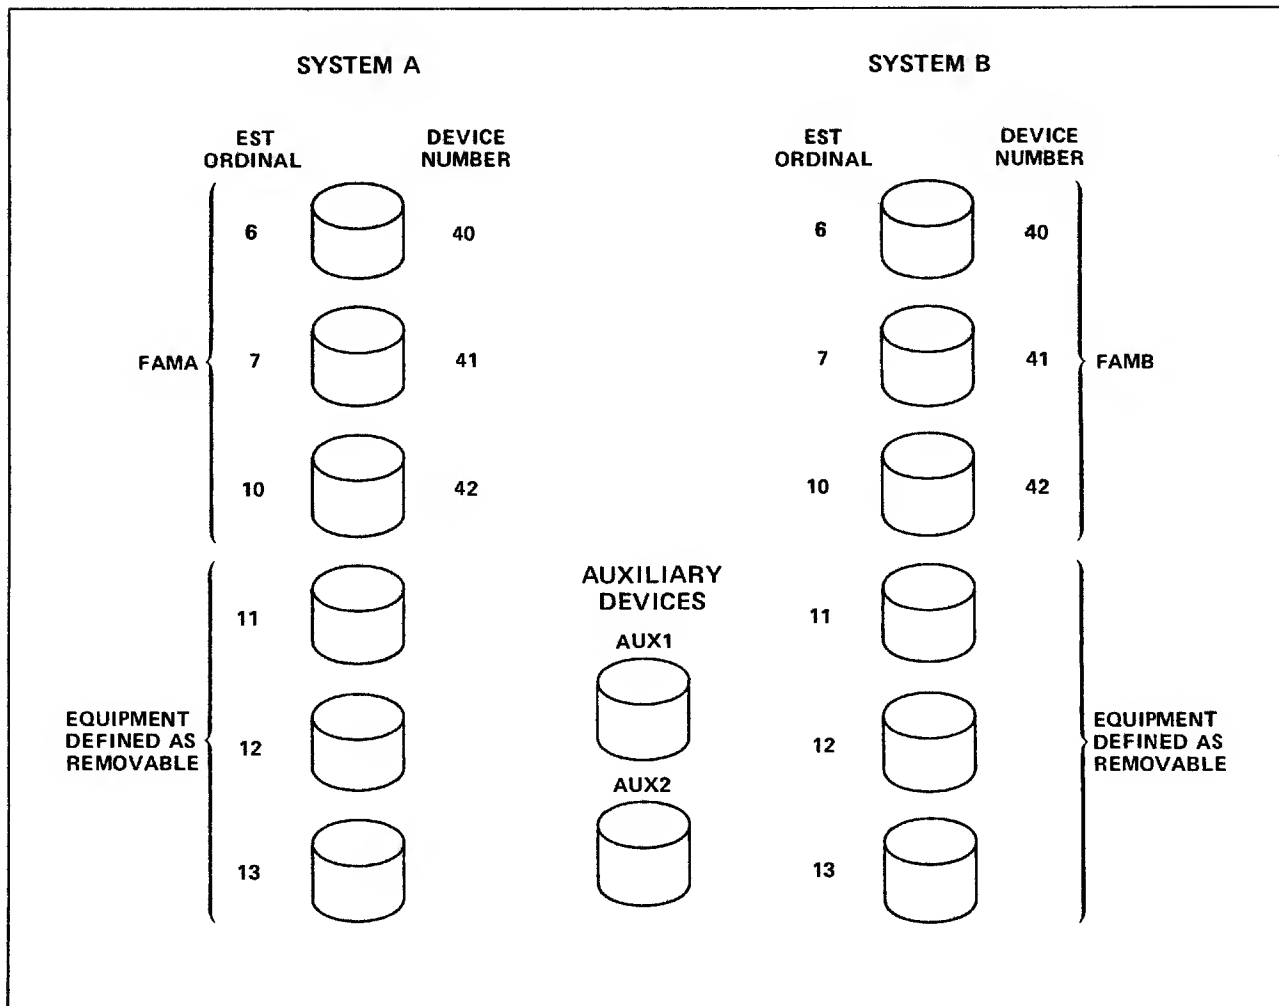 SYSTEM A
SYSTEM B
EST
ORDINAL
DEVICE
NUMBER
EST
ORDINAL
DEVICE
NUMBER
6
40
6
40
FAMA
7
41
7
41
FAMB
10
42
10
42
AUXILIARY
DEVICES
11
11
AUX1
EQUIPMENT
DEFINED AS
REMOVABLE
12
12
EQUIPMENT
DEFINED AS
REMOVABLE
AUX2
13
13